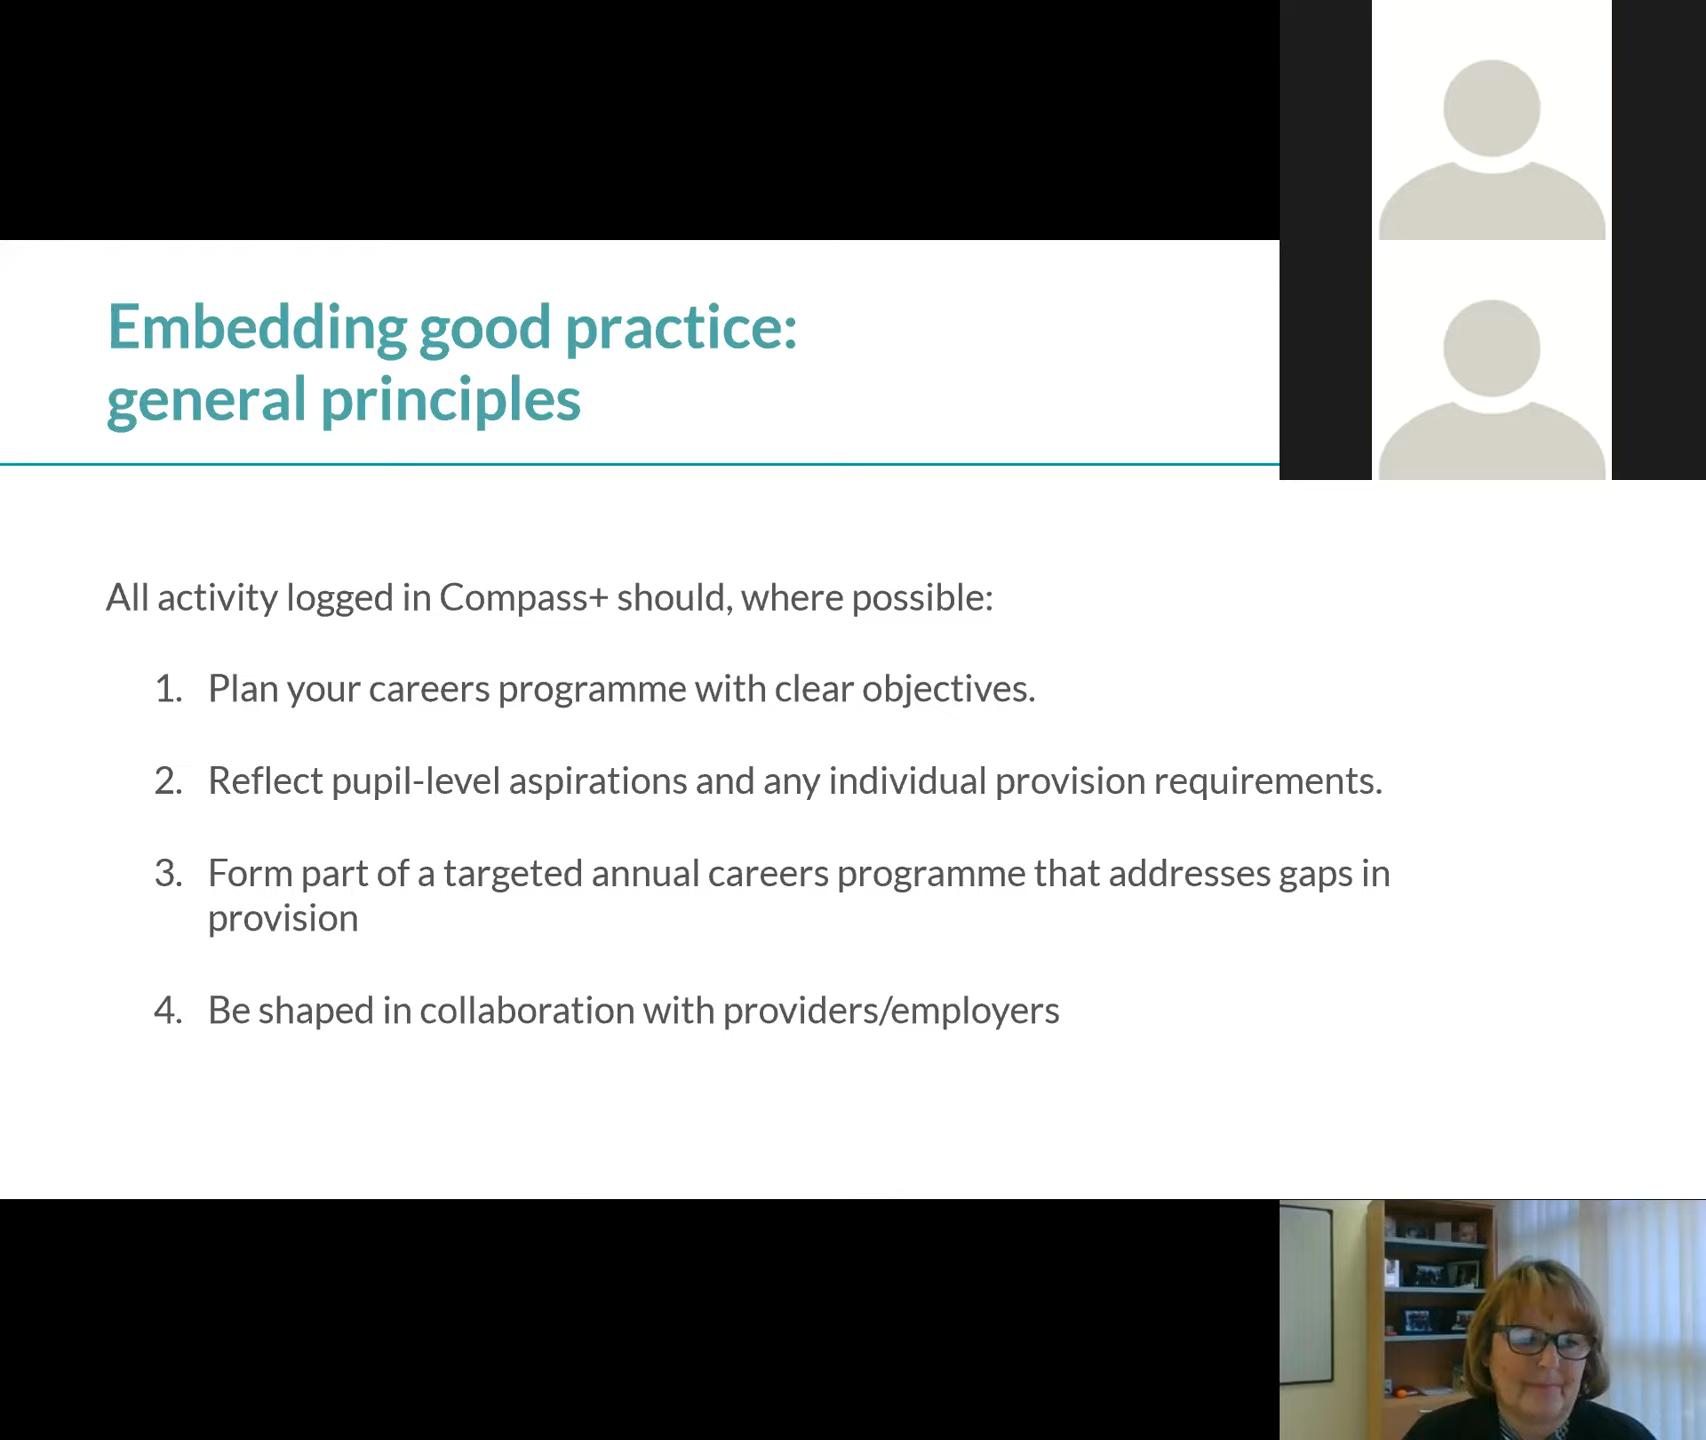 Embedding good practice:
general principles
All activity logged in Compass+ should, where possible:
1. Plan your careers programme with clear objectives.
2. Reflect pupil-level aspirations and any individual provision requirements.
3. Form part of a targeted annual careers programme that addresses gaps in
provision
4. Be shaped in collaboration with providers/employers